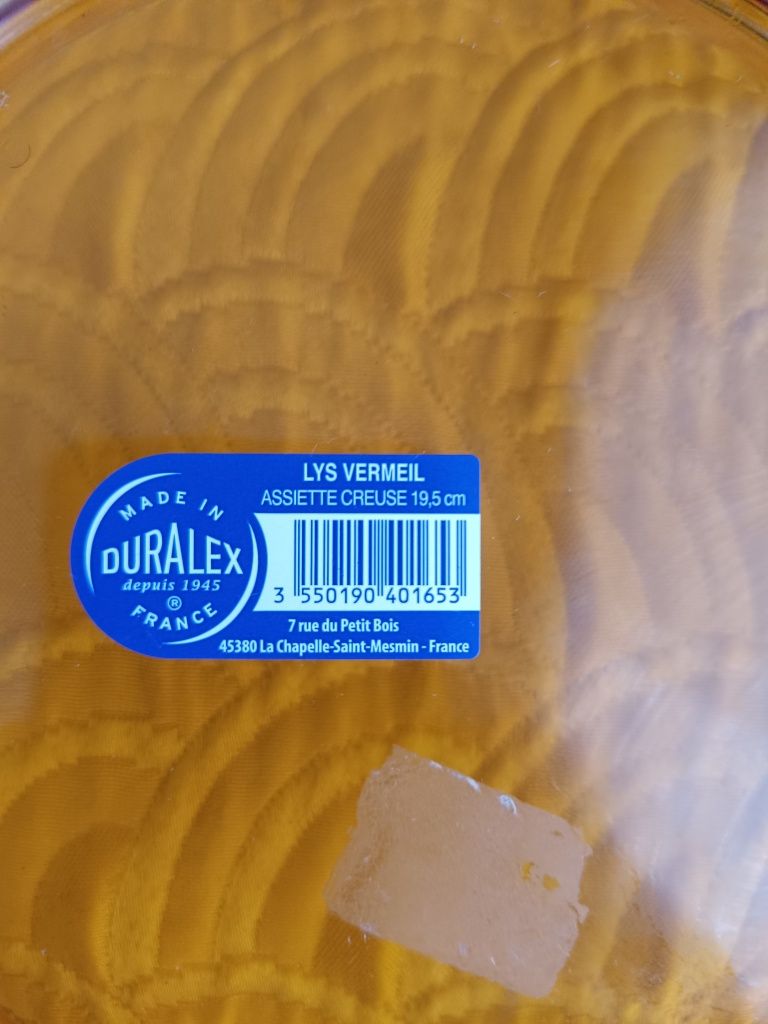 LYS VERMEIL
ASSIETTE CREUSE 19,5 cm
MADE IN
DURALEX
depuis 1945
®
FRANCE
3 550190 401653
7 rue du Petit Bois
45380 La Chapelle-Saint-Mesmin - France